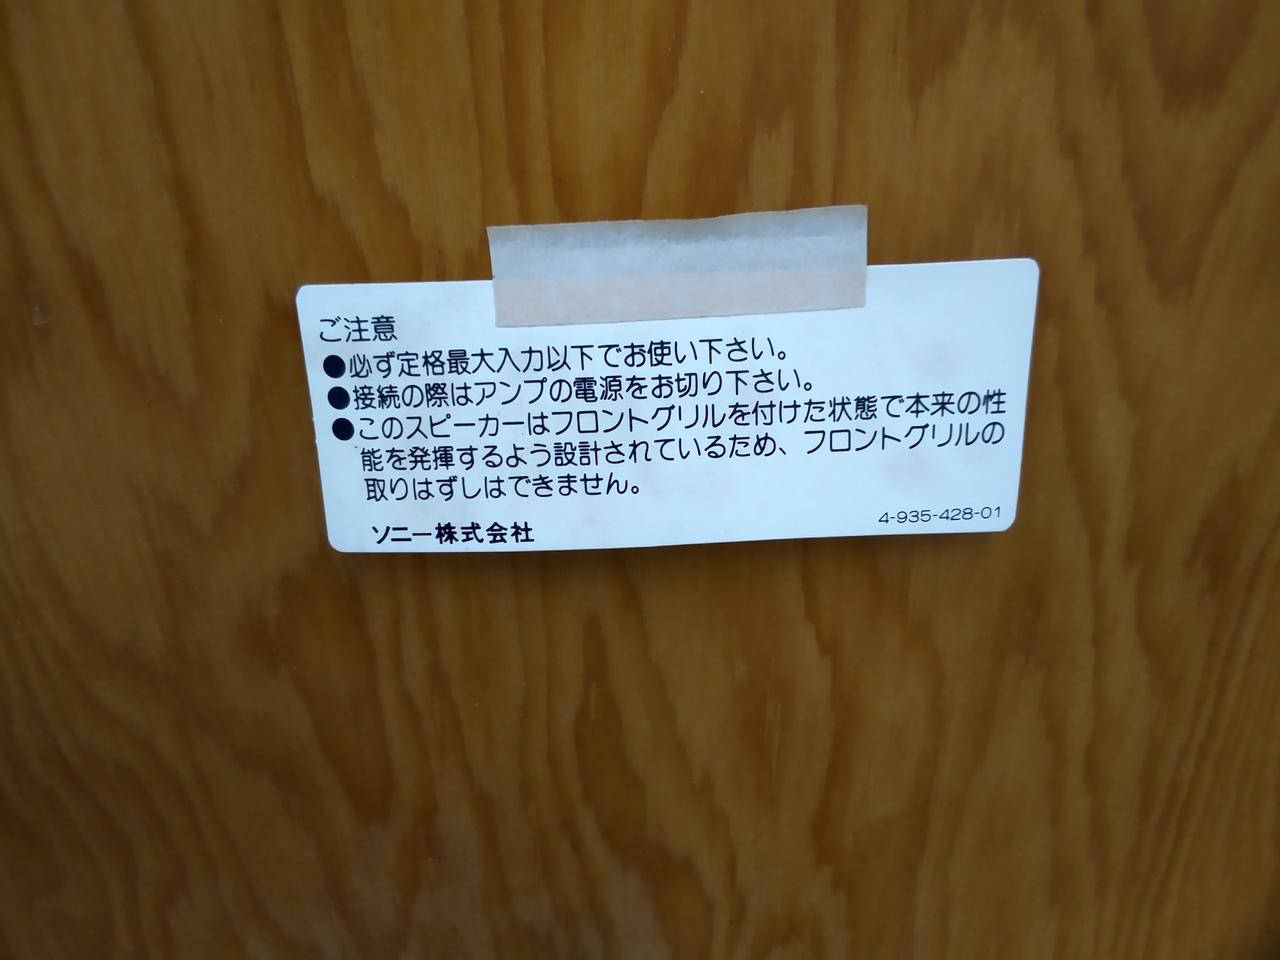 ご注意
●必ず定格最大入力以下でお使い下さい。
●接続の際はアンプの電源をお切り下さい。
●このスピーカーはフロントグリルを付けた状態で本来の性
能を発揮するよう設計されているため、フロントグリルの
取りはずしはできません。
ソニー株式会社
4-935-428-01